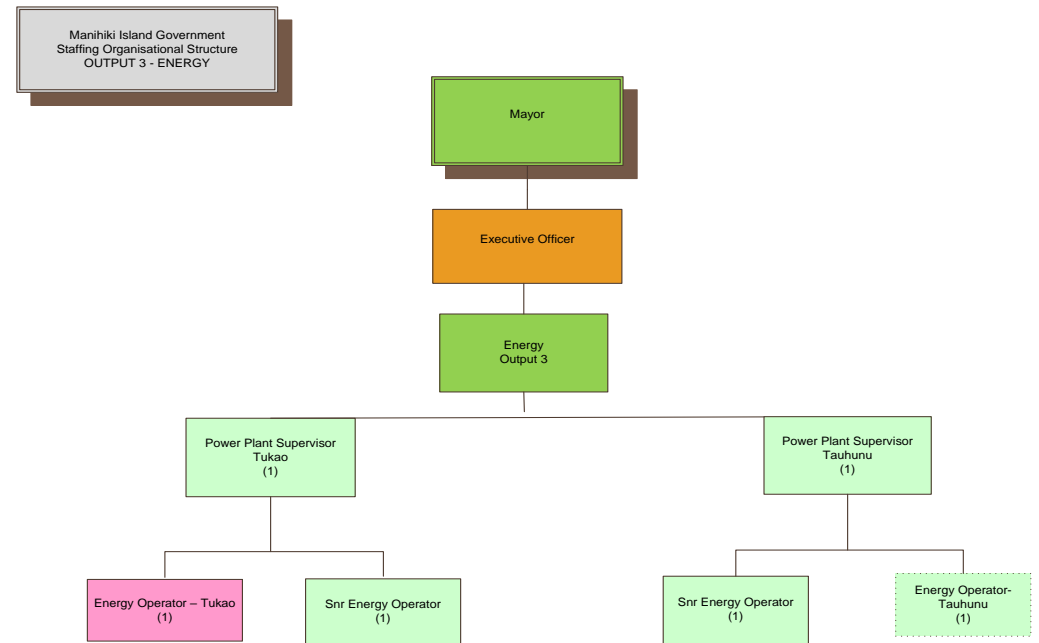 Manihiki Island Government
Staffing Organisational Structure
OUTPUT 3 - ENERGY
Mayor
Executive Officer
Energy
Output 3
Power Plant Supervisor
Tukao
(1)
Power Plant Supervisor
Tauhunu
(1)
Energy Operator – Tukao
(1)
Snr Energy Operator
(1)
Snr Energy Operator
(1)
Energy Operator-
Tauhunu
(1)